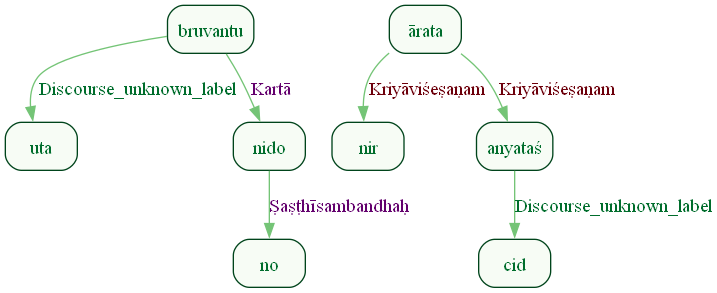 bruvantu ārata
Discourse_unknown_label Kartā Kriyāviśeṣaṇam Kriyāviśeṣaṇam
uta nido nir anyataś
Ṣaṣṭhīsambandhaḥ Discourse_unknown_label
no cid